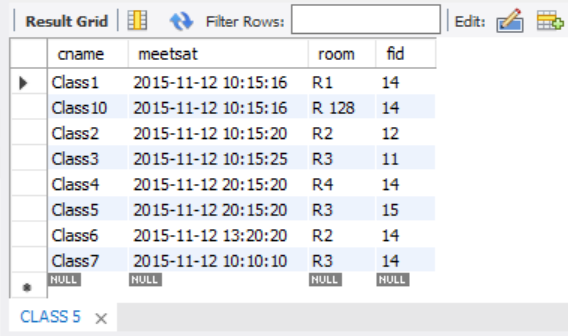 Result Grid Filter Rows: Edit:
cname meetsat room fid
Class1 2015-11-12 10:15:16 R1 14
Class10 2015-11-12 10:15:16 R 128 14
Class2 2015-11-12 10:15:20 R2 12
Class3 2015-11-12 10:15:25 R3 11
Class4 2015-11-12 20:15:20 R4 14
Class5 2015-11-12 20:15:20 R3 15
Class6 2015-11-12 13:20:20 R2 14
Class7 2015-11-12 10:10:10 R3 14
NULL NULL NULL NULL
CLASS 5